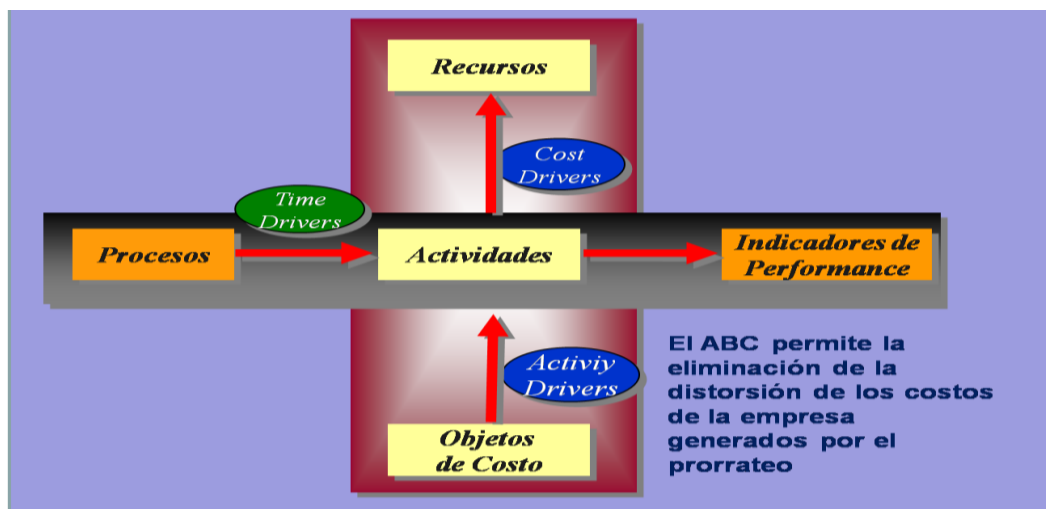 Recursos
Cost
Drivers
Time
Drivers
Procesos
Actividades
Indicadores de
Performance
Activiy
Drivers
Objetos
de Costo
El ABC permite la
eliminación de la
distorsión de los costos
de la empresa
generados por el
prorrateo